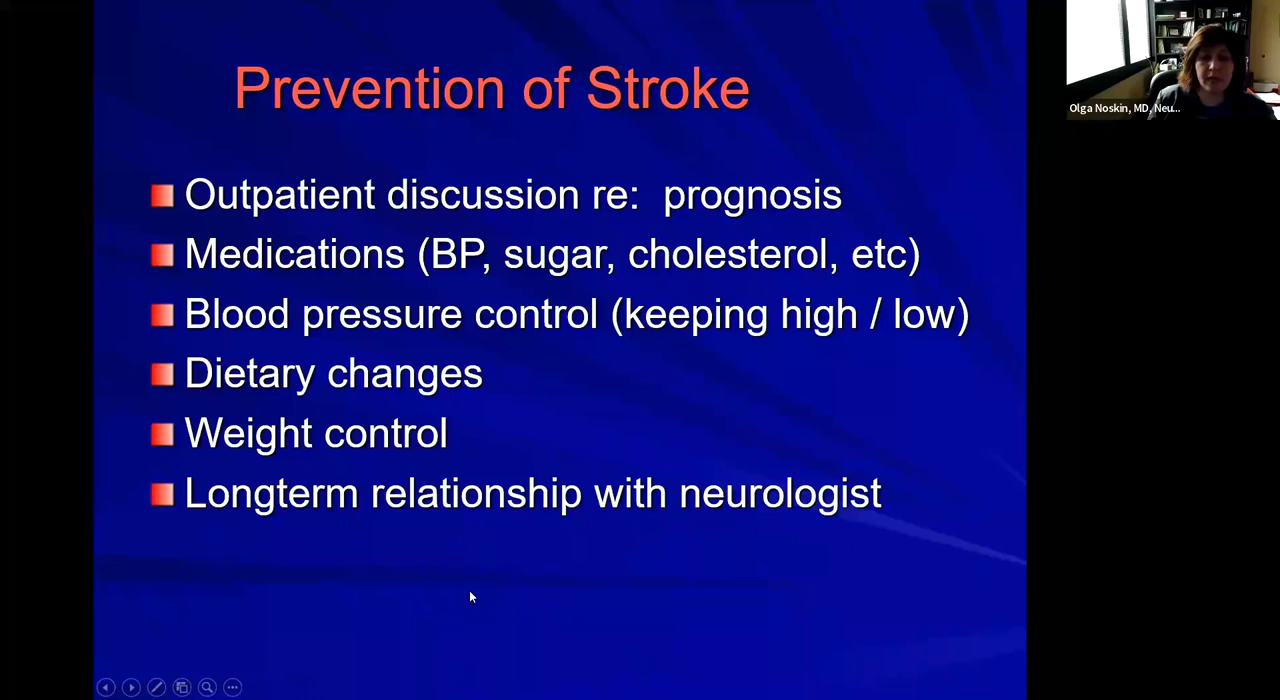 Prevention of Stroke
Outpatient discussion re:  prognosis
Medications (BP, sugar, cholesterol, etc)
Blood pressure control (keeping high / low)
Dietary changes
Weight control
Longterm relationship with neurologist
Olga Noskin, MD, Neu...